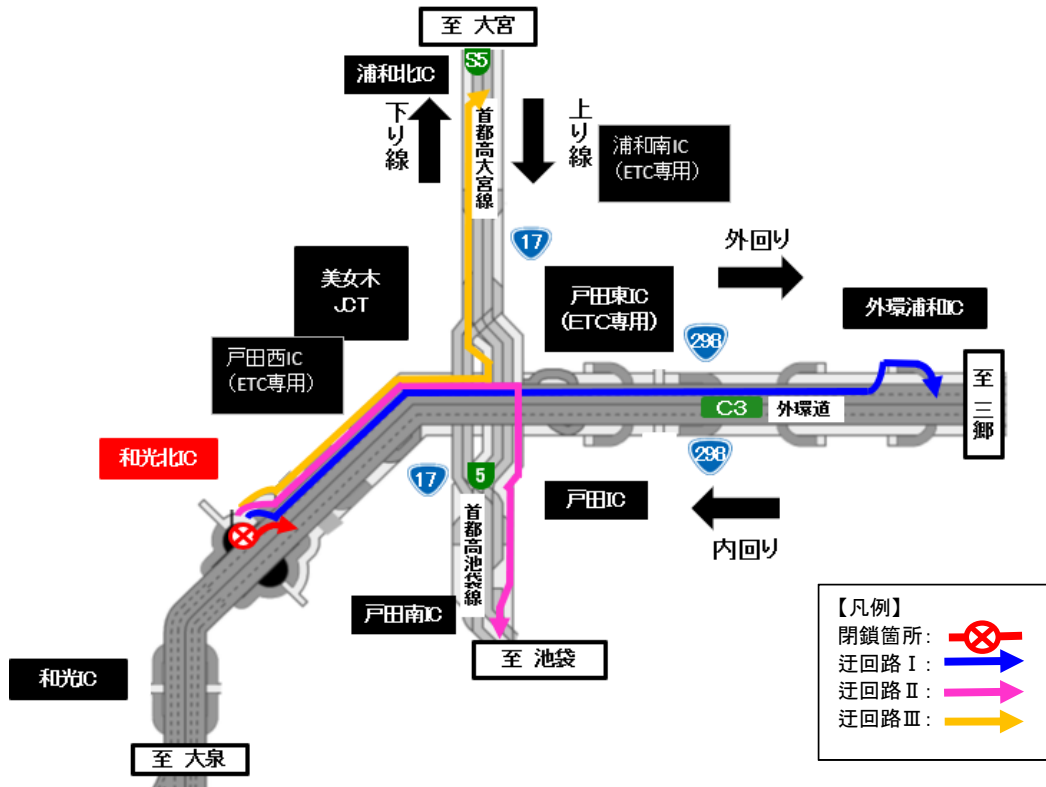 至 大宮
S5
浦和北IC
下り線
首都高大宮線
上り線
浦和南IC
(ETC専用)
17
外回り
美女木
JCT
戸田東IC
(ETC専用)
外環浦和IC
298
戸田西IC
(ETC専用)
至 三郷
C3
外環道
和光北IC
298
17
5
戸田IC
首都高池袋線
内回り
戸田南IC
至 池袋
和光IC
至 大泉
【凡例】
閉鎖箇所:
迂回路Ⅰ:
迂回路Ⅱ:
迂回路Ⅲ: